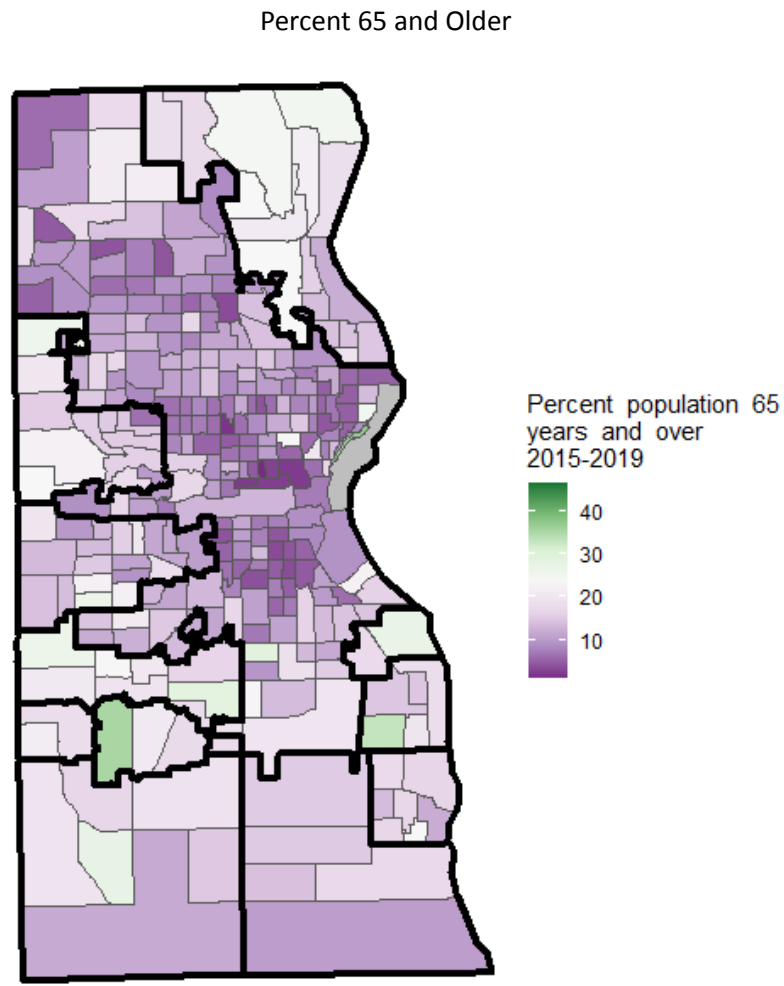 Percent 65 and Older
Percent population 65
years and over
2015-2019
40
30
20
10